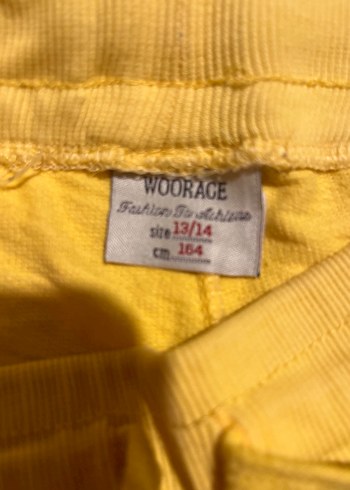 WOORAGE
Fashion To Achieve
size 13/14
cm 164